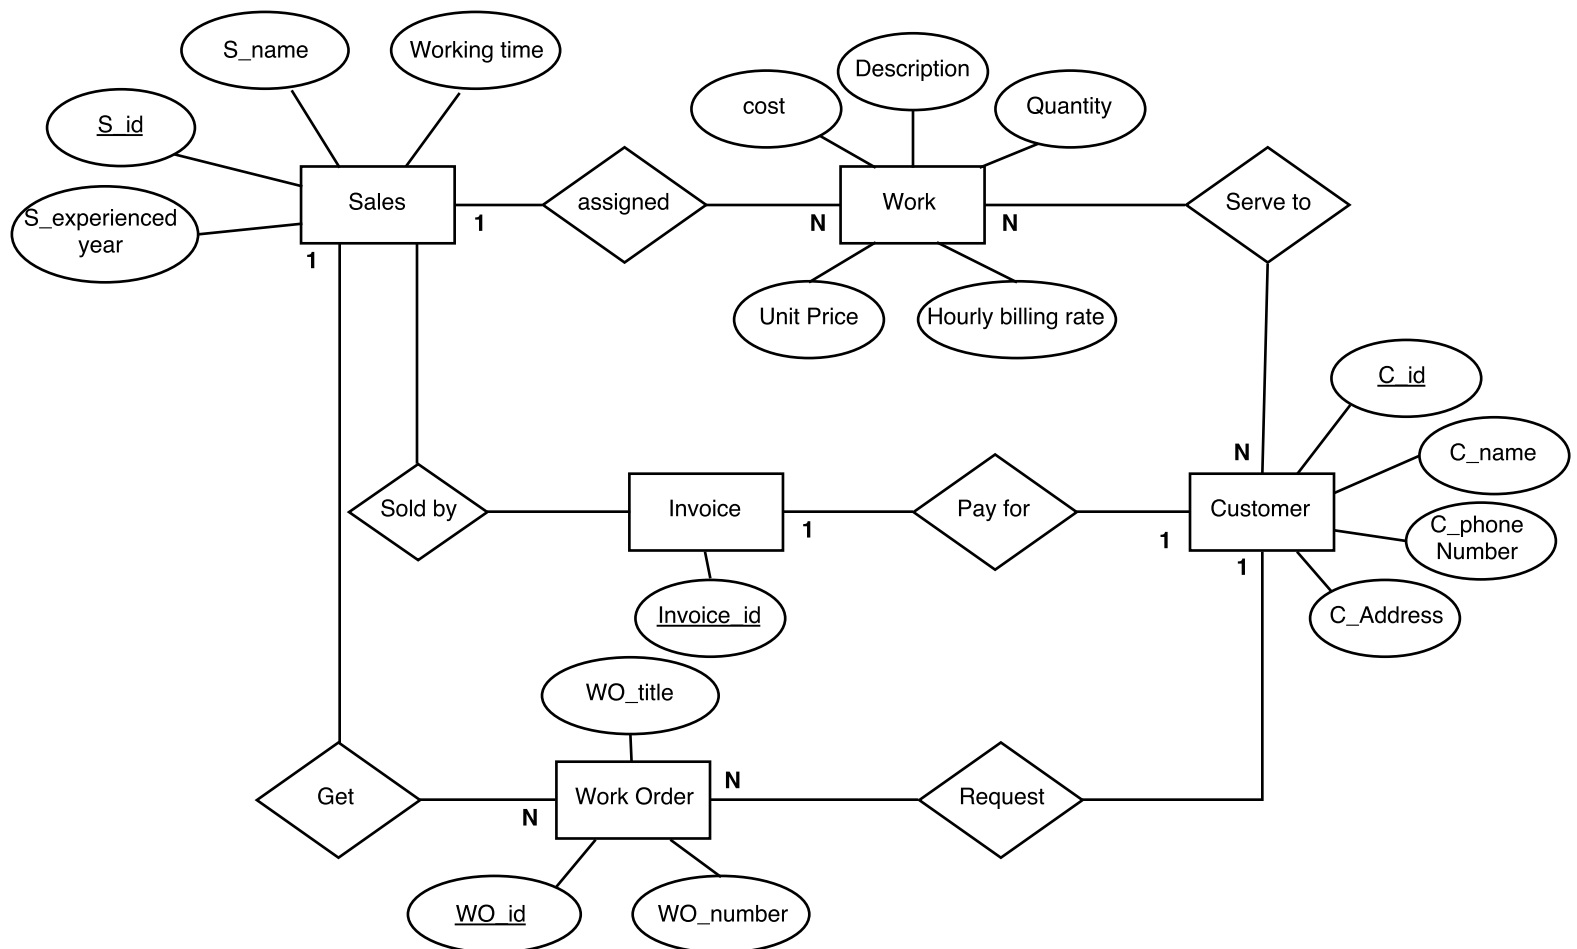 S_name
Working time
Description
cost
Quantity
S_id
Sales
assigned
Work
Serve to
S_experienced
year
1
N
N
1
Unit Price
Hourly billing rate
C_id
N
C_name
Sold by
Invoice
Pay for
Customer
C_phone
Number
1
1
1
Invoice_id
C_Address
WO_title
N
Get
Work Order
Request
N
WO_id
WO_number